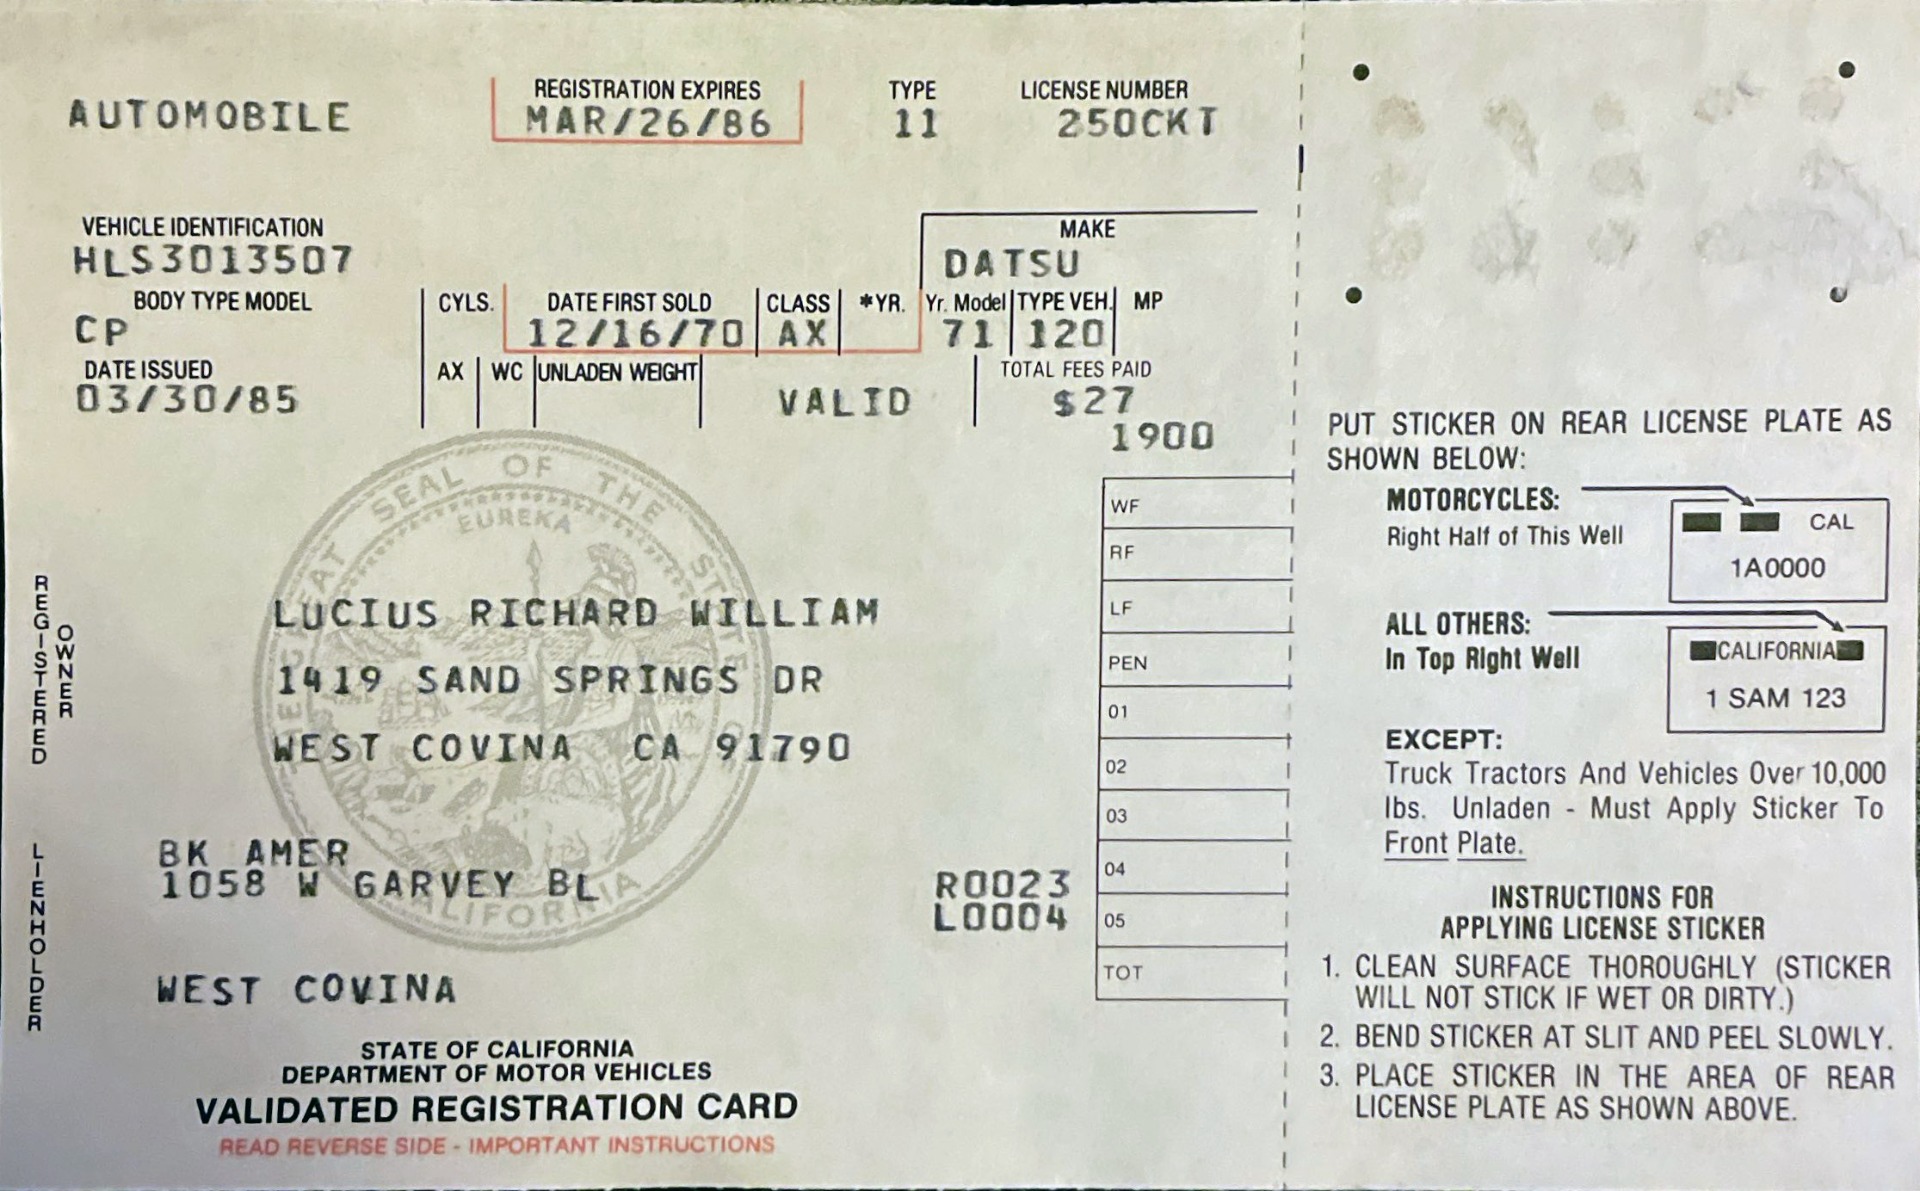 AUTOMOBILE
REGISTRATION EXPIRES
MAR/26/86
TYPE
11
LICENSE NUMBER
250CKT
VEHICLE IDENTIFICATION
HLS3013507
MAKE
DATSU
BODY TYPE MODEL
CP
CYLS.
DATE FIRST SOLD
12/16/70
CLASS
AX
*YR.
Yr. Model
71
TYPE VEH.
120
MP
DATE ISSUED
03/30/85
AX
WC
UNLADEN WEIGHT
VALID
TOTAL FEES PAID
$27
1900
SEAL OF THE STATE
EUREKA
CALIFORNIA
REGISTERED
OWNER
LUCIUS RICHARD WILLIAM
1419 SAND SPRINGS DR
WEST COVINA CA 91790
LIENHOLDER
BK AMER
1058 W GARVEY BL
WEST COVINA
R0023
L0004
WF
RF
LF
PEN
01
02
03
04
05
TOT
STATE OF CALIFORNIA
DEPARTMENT OF MOTOR VEHICLES
VALIDATED REGISTRATION CARD
READ REVERSE SIDE - IMPORTANT INSTRUCTIONS
PUT STICKER ON REAR LICENSE PLATE AS
SHOWN BELOW:
MOTORCYCLES:
Right Half of This Well
CAL
1A0000
ALL OTHERS:
In Top Right Well
CALIFORNIA
1 SAM 123
EXCEPT:
Truck Tractors And Vehicles Over 10,000
lbs. Unladen - Must Apply Sticker To
Front Plate.
INSTRUCTIONS FOR
APPLYING LICENSE STICKER
1. CLEAN SURFACE THOROUGHLY (STICKER
WILL NOT STICK IF WET OR DIRTY.)
2. BEND STICKER AT SLIT AND PEEL SLOWLY.
3. PLACE STICKER IN THE AREA OF REAR
LICENSE PLATE AS SHOWN ABOVE.